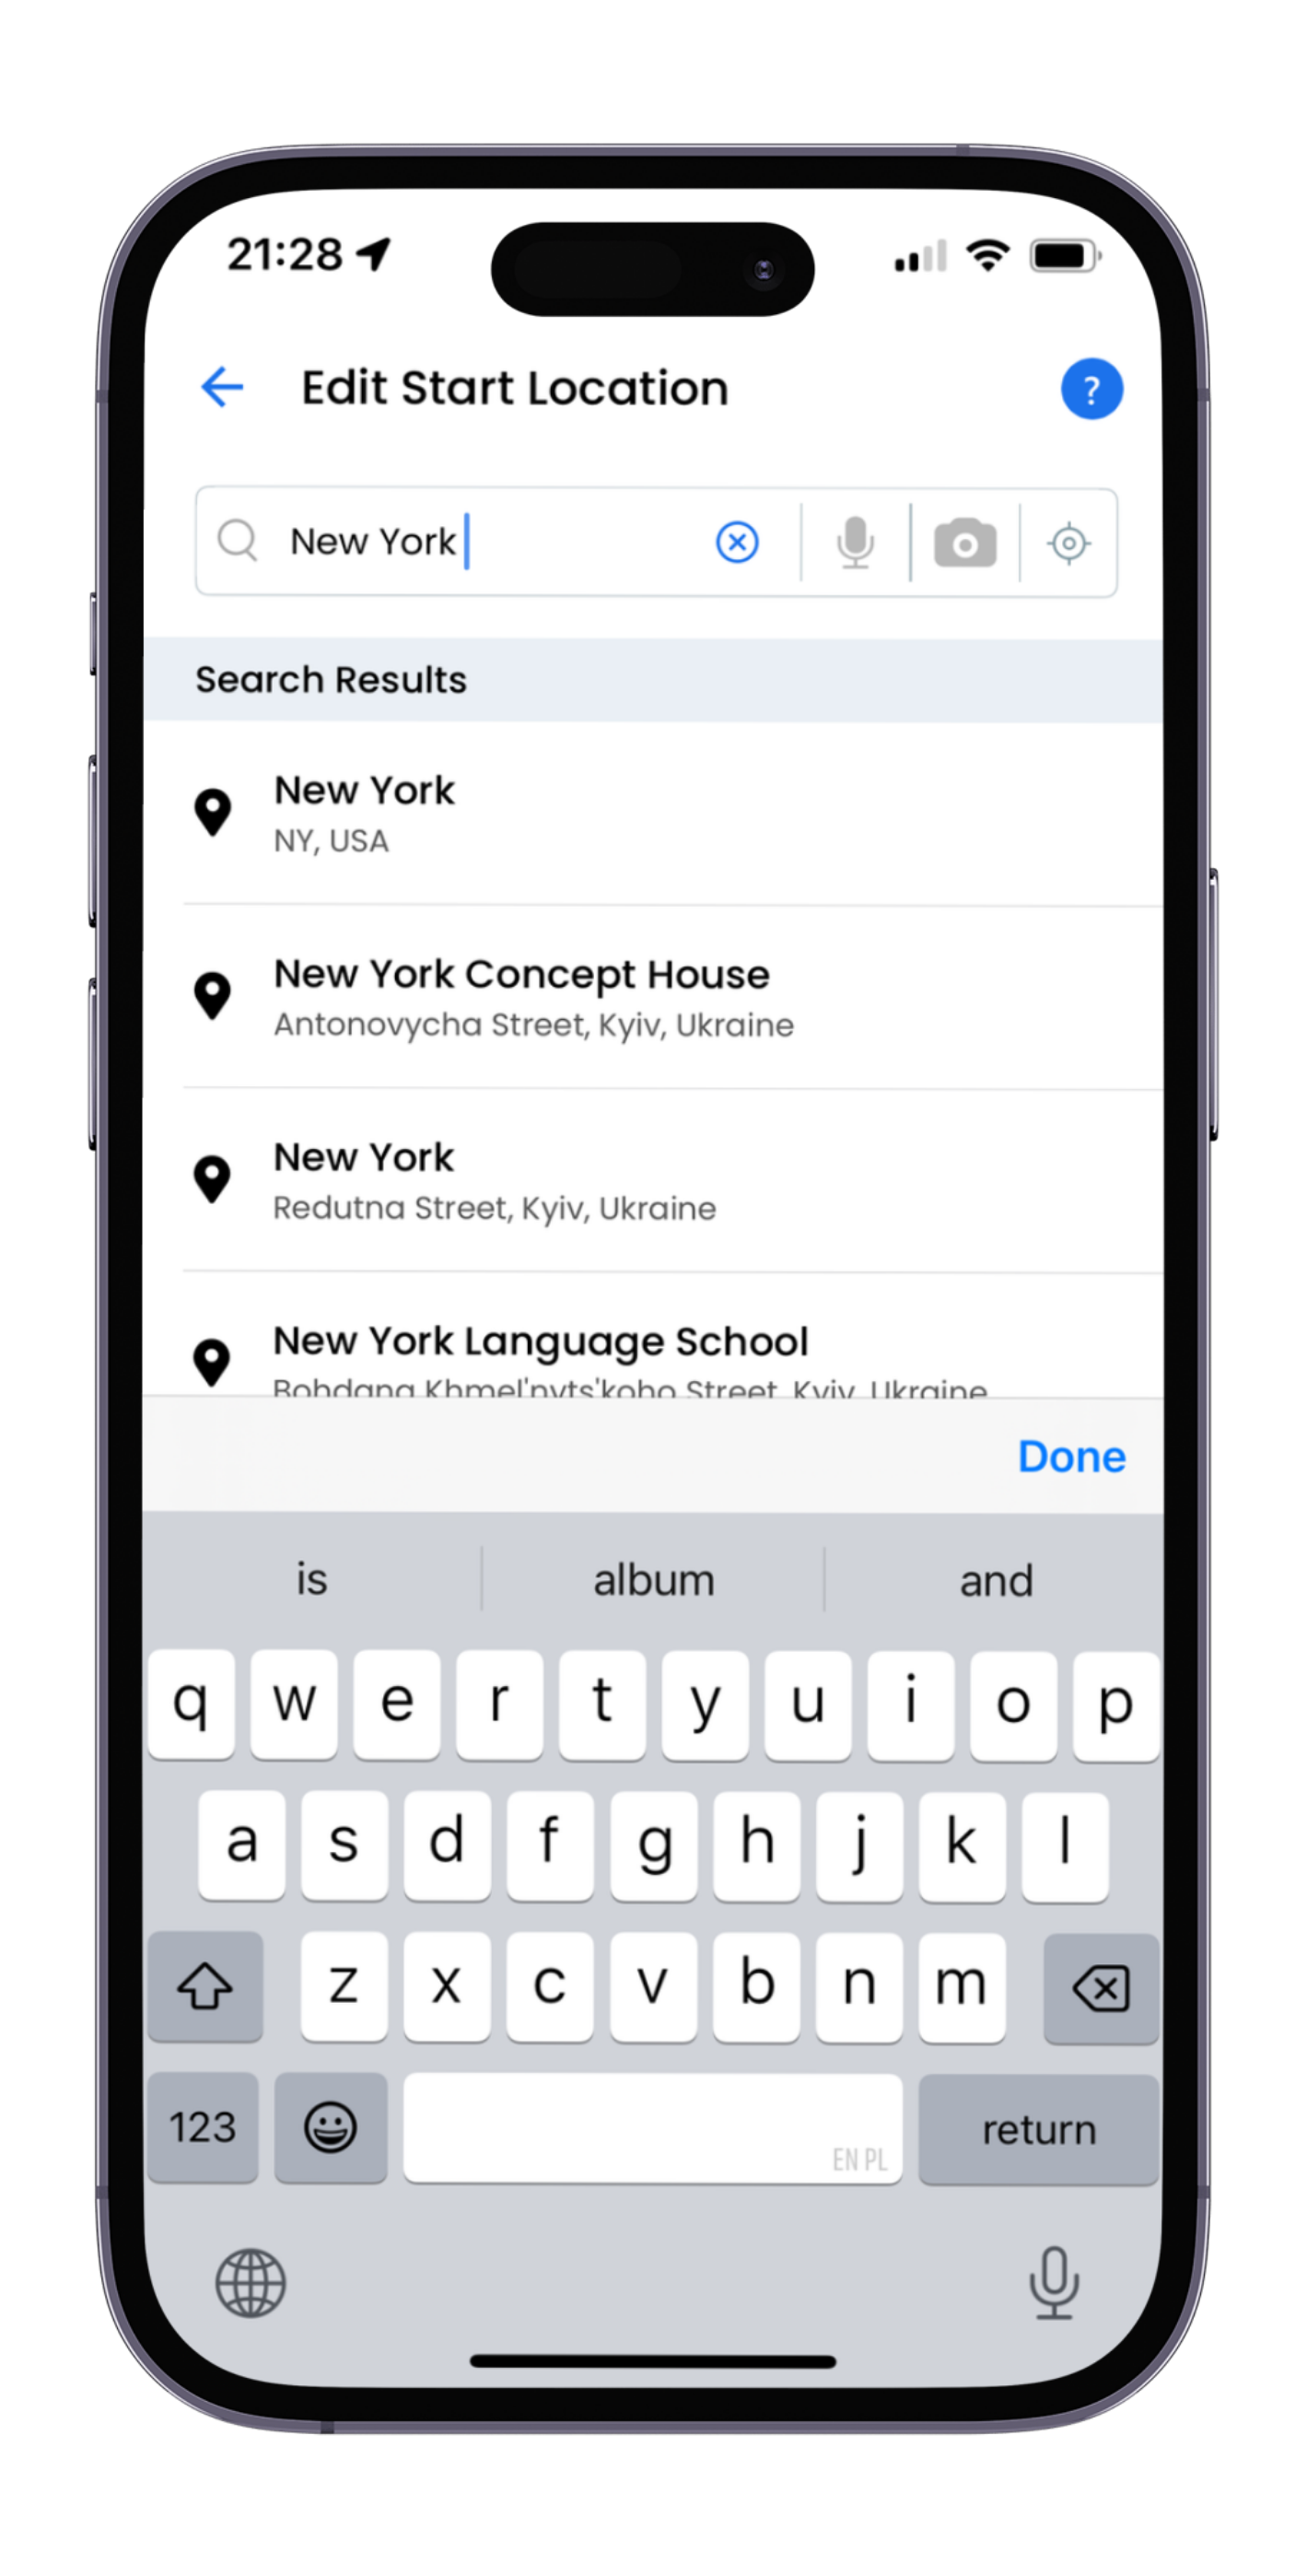 21:28
Edit Start Location
?
New York
Search Results
New York
NY, USA
New York Concept House
Antonovycha Street, Kyiv, Ukraine
New York
Redutna Street, Kyiv, Ukraine
New York Language School
Bohdana Khmel'nyts'koho Street, Kyiv, Ukraine
Done
is album and
q w e r t y u i o p
a s d f g h j k l
z x c v b n m
123 EN PL return